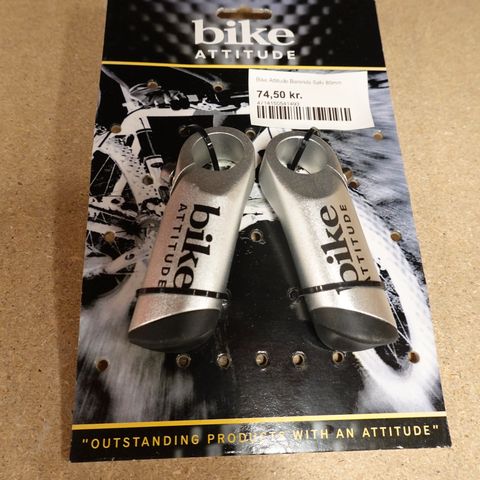 bike
ATTITUDE
Bike Attitude Barends Sølv 80mm
74,50 kr.
bike
ATTITUDE
bike
ATTITUDE
"OUTSTANDING PRODUCTS WITH AN ATTITUDE"